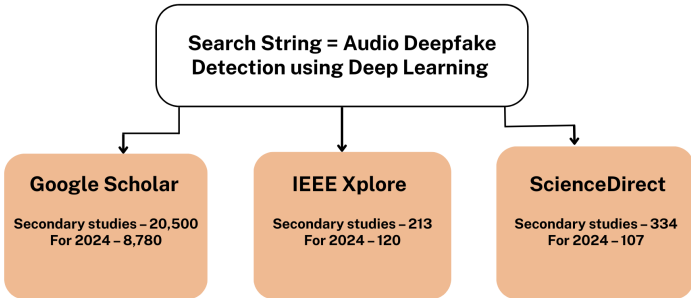 Search String = Audio Deepfake
Detection using Deep Learning
Google Scholar
Secondary studies – 20,500
For 2024 – 8,780
IEEE Xplore
Secondary studies – 213
For 2024 – 120
ScienceDirect
Secondary studies – 334
For 2024 – 107